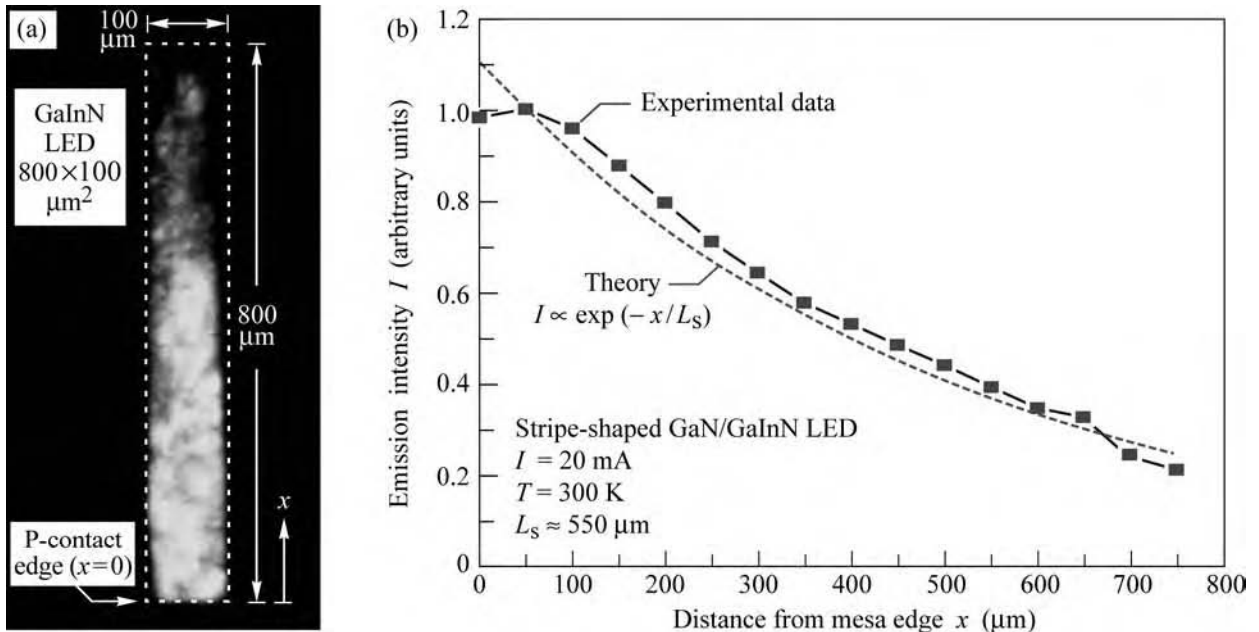 (a)
100
μm
GaInN
LED
800×100
μm²
800
μm
x
P-contact
edge (x=0)
(b)
Emission intensity I (arbitrary units)
1.2
1.0
0.8
0.6
0.4
0.2
0
Experimental data
Theory
I ∝ exp (− x/Ls)
Stripe-shaped GaN/GaInN LED
I = 20 mA
T = 300 K
Ls ≈ 550 μm
0 100 200 300 400 500 600 700 800
Distance from mesa edge x (μm)